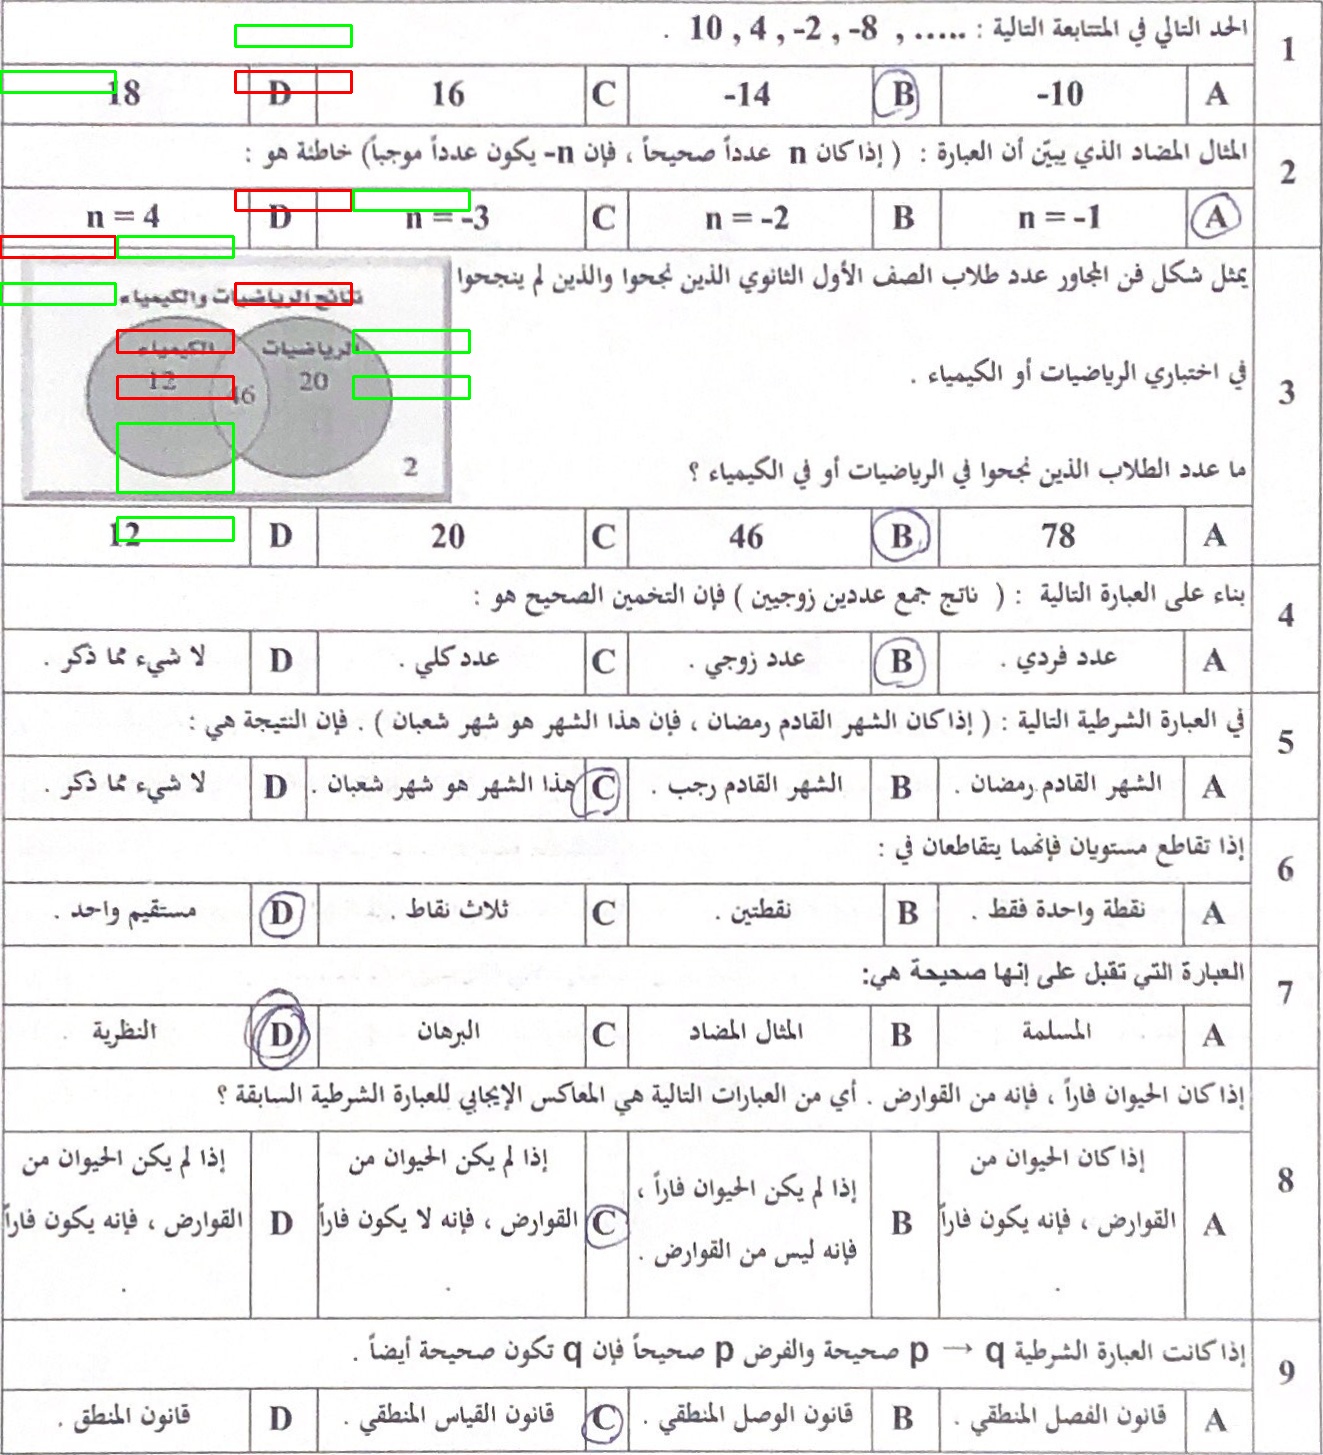 1
الحد التالي في المتتابعة التالية : ..... , 10 , 4 , -2 , -8 .
A -10 B -14 C 16 D 18
2
المثال المضاد الذي يبيّن أن العبارة : ( إذا كان n عدداً صحيحاً ، فإن n- يكون عدداً موجباً) خاطئة هو :
A n = -1 B n = -2 C n = -3 D n = 4
3
يمثل شكل فن المجاور عدد طلاب الصف الأول الثانوي الذين نجحوا والذين لم ينجحوا
في اختباري الرياضيات أو الكيمياء .
ما عدد الطلاب الذين نجحوا في الرياضيات أو في الكيمياء ؟
نتائج الرياضيات والكيمياء
الرياضيات الكيمياء
20 46 12
2
A 78 B 46 C 20 D 12
4
بناء على العبارة التالية : ( ناتج جمع عددين زوجيين ) فإن التخمين الصحيح هو :
A عدد فردي . B عدد زوجي . C عدد كلي . D لا شيء مما ذكر .
5
في العبارة الشرطية التالية : ( إذا كان الشهر القادم رمضان ، فإن هذا الشهر هو شهر شعبان ) . فإن النتيجة هي :
A الشهر القادم رمضان . B الشهر القادم رجب . C هذا الشهر هو شهر شعبان . D لا شيء مما ذكر .
6
إذا تقاطع مستويان فإنهما يتقاطعان في :
A نقطة واحدة فقط . B نقطتين . C ثلاث نقاط . D مستقيم واحد .
7
العبارة التي تقبل على إنها صحيحة هي:
A المسلمة B المثال المضاد C البرهان D النظرية .
8
إذا كان الحيوان فاراً ، فإنه من القوارض . أي من العبارات التالية هي المعاكس الإيجابي للعبارة الشرطية السابقة ؟
A إذا كان الحيوان من القوارض ، فإنه يكون فاراً .
B إذا لم يكن الحيوان فاراً ، فإنه ليس من القوارض .
C إذا لم يكن الحيوان من القوارض ، فإنه لا يكون فاراً .
D إذا لم يكن الحيوان من القوارض ، فإنه يكون فاراً .
9
إذا كانت العبارة الشرطية p → q صحيحة والفرض p صحيحاً فإن q تكون صحيحة أيضاً .
A قانون الفصل المنطقي . B قانون الوصل المنطقي . C قانون القياس المنطقي . D قانون المنطق .